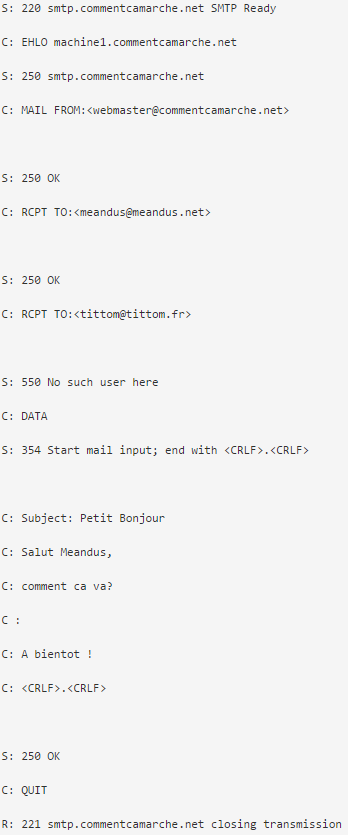 S: 220 smtp.commentcamarche.net SMTP Ready
C: EHLO machine1.commentcamarche.net
S: 250 smtp.commentcamarche.net
C: MAIL FROM:<webmaster@commentcamarche.net>
S: 250 OK
C: RCPT TO:<meandus@meandus.net>
S: 250 OK
C: RCPT TO:<tittom@tittom.fr>
S: 550 No such user here
C: DATA
S: 354 Start mail input; end with <CRLF>.<CRLF>
C: Subject: Petit Bonjour
C: Salut Meandus,
C: comment ca va?
C :
C: A bientot !
C: <CRLF>.<CRLF>
S: 250 OK
C: QUIT
R: 221 smtp.commentcamarche.net closing transmission